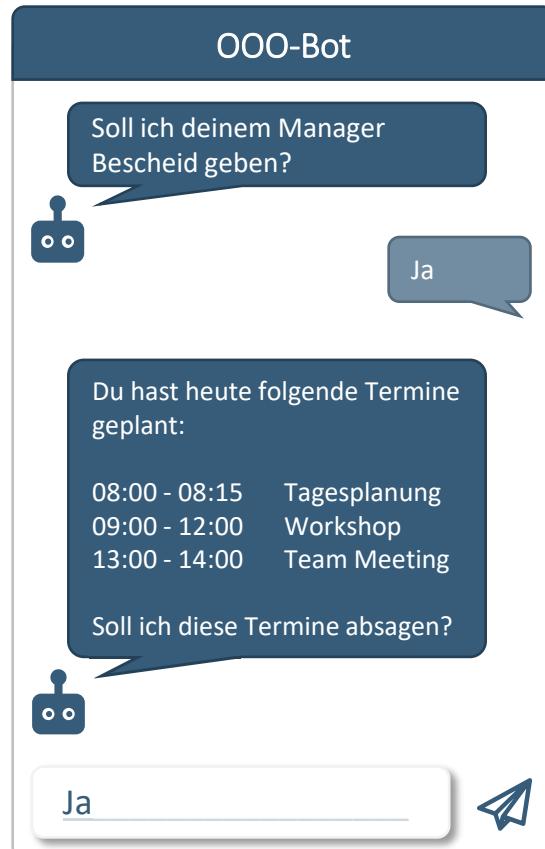 OOO-Bot
Soll ich deinem Manager
Bescheid geben?
Ja
Du hast heute folgende Termine
geplant:
08:00 - 08:15 Tagesplanung
09:00 - 12:00 Workshop
13:00 - 14:00 Team Meeting
Soll ich diese Termine absagen?
Ja